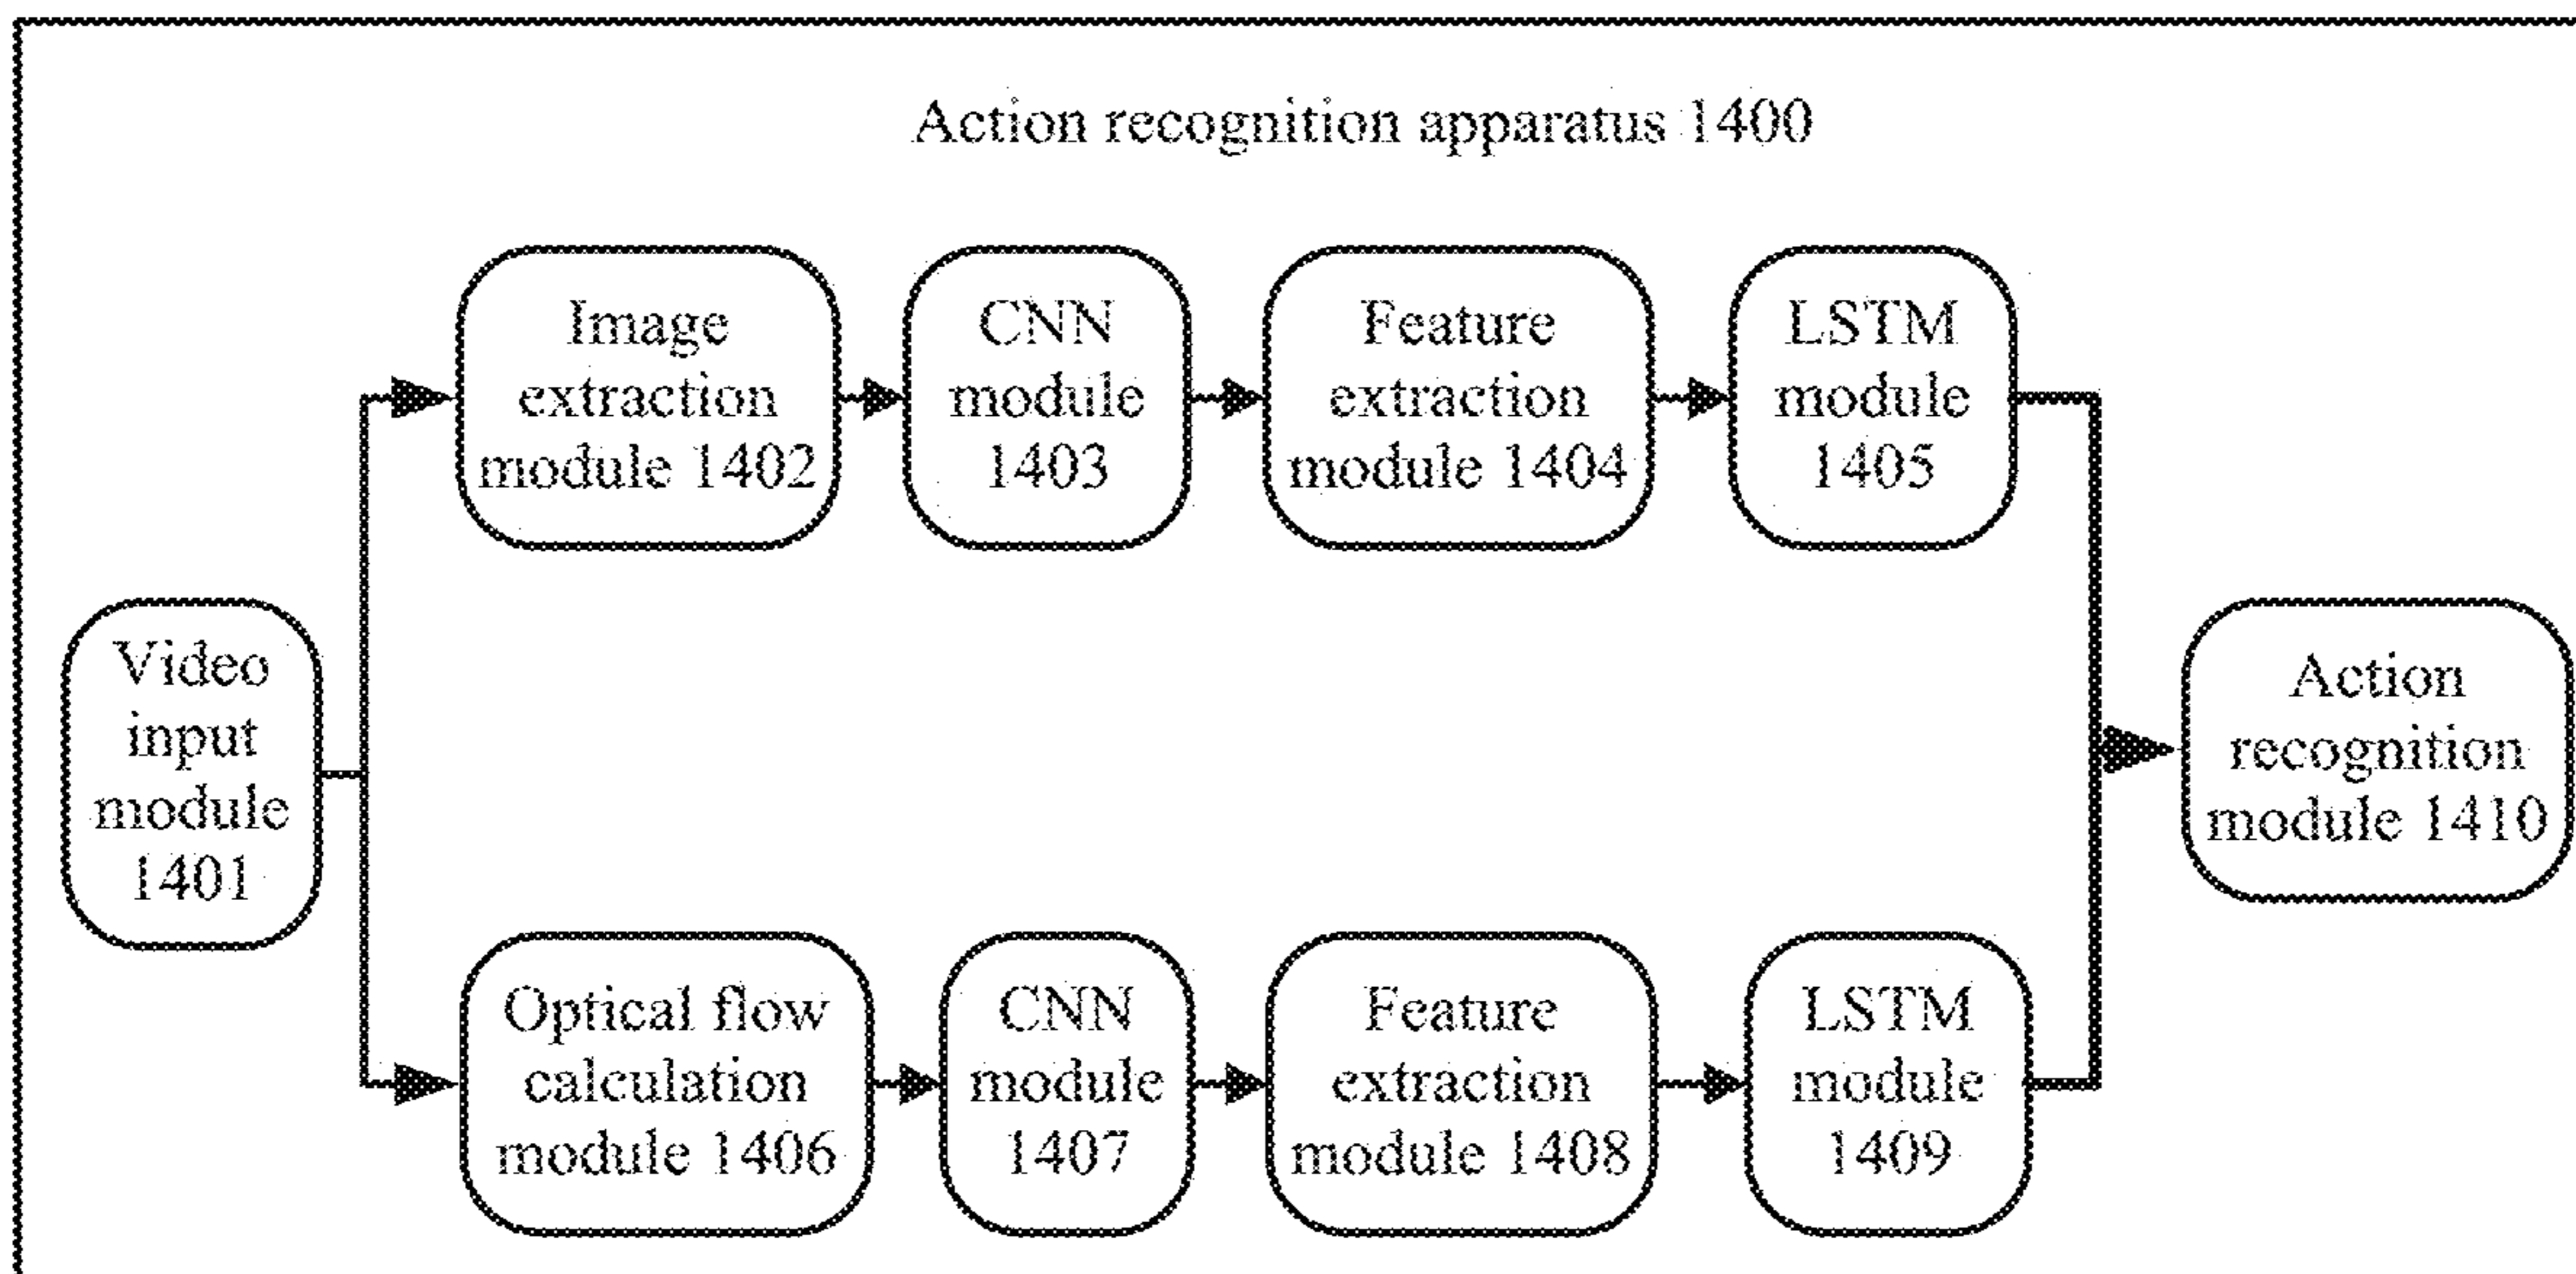 Action recognition apparatus 1400
Image
extraction
module 1402
CNN
module
1403
Feature
extraction
module 1404
LSTM
module
1405
Video
input
module
1401
Action
recognition
module 1410
Optical flow
calculation
module 1406
CNN
module
1407
Feature
extraction
module 1408
LSTM
module
1409